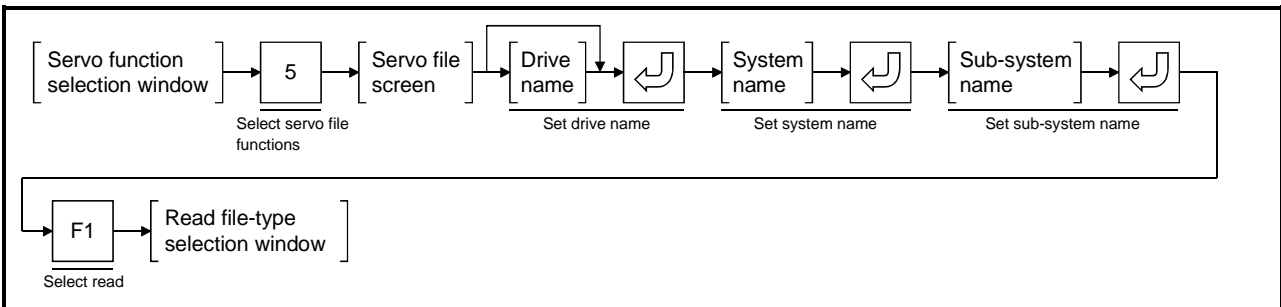 Servo function
selection window
5
Select servo file
functions
Servo file
screen
Drive
name
Set drive name
System
name
Set system name
Sub-system
name
Set sub-system name
F1
Select read
Read file-type
selection window